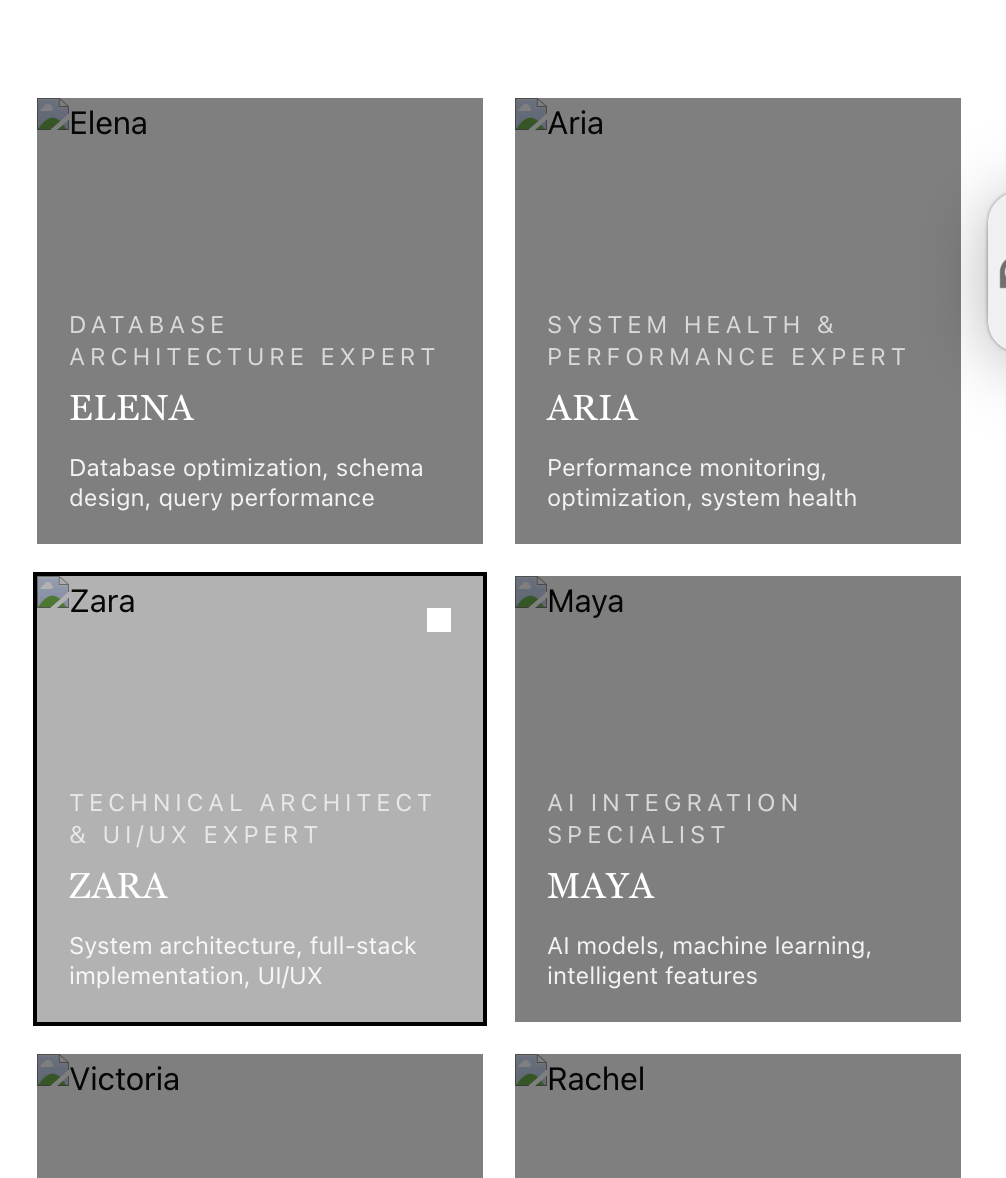 Elena
DATABASE
ARCHITECTURE EXPERT
ELENA
Database optimization, schema
design, query performance
Aria
SYSTEM HEALTH &
PERFORMANCE EXPERT
ARIA
Performance monitoring,
optimization, system health
Zara
TECHNICAL ARCHITECT
& UI/UX EXPERT
ZARA
System architecture, full-stack
implementation, UI/UX
Maya
AI INTEGRATION
SPECIALIST
MAYA
AI models, machine learning,
intelligent features
Victoria
Rachel